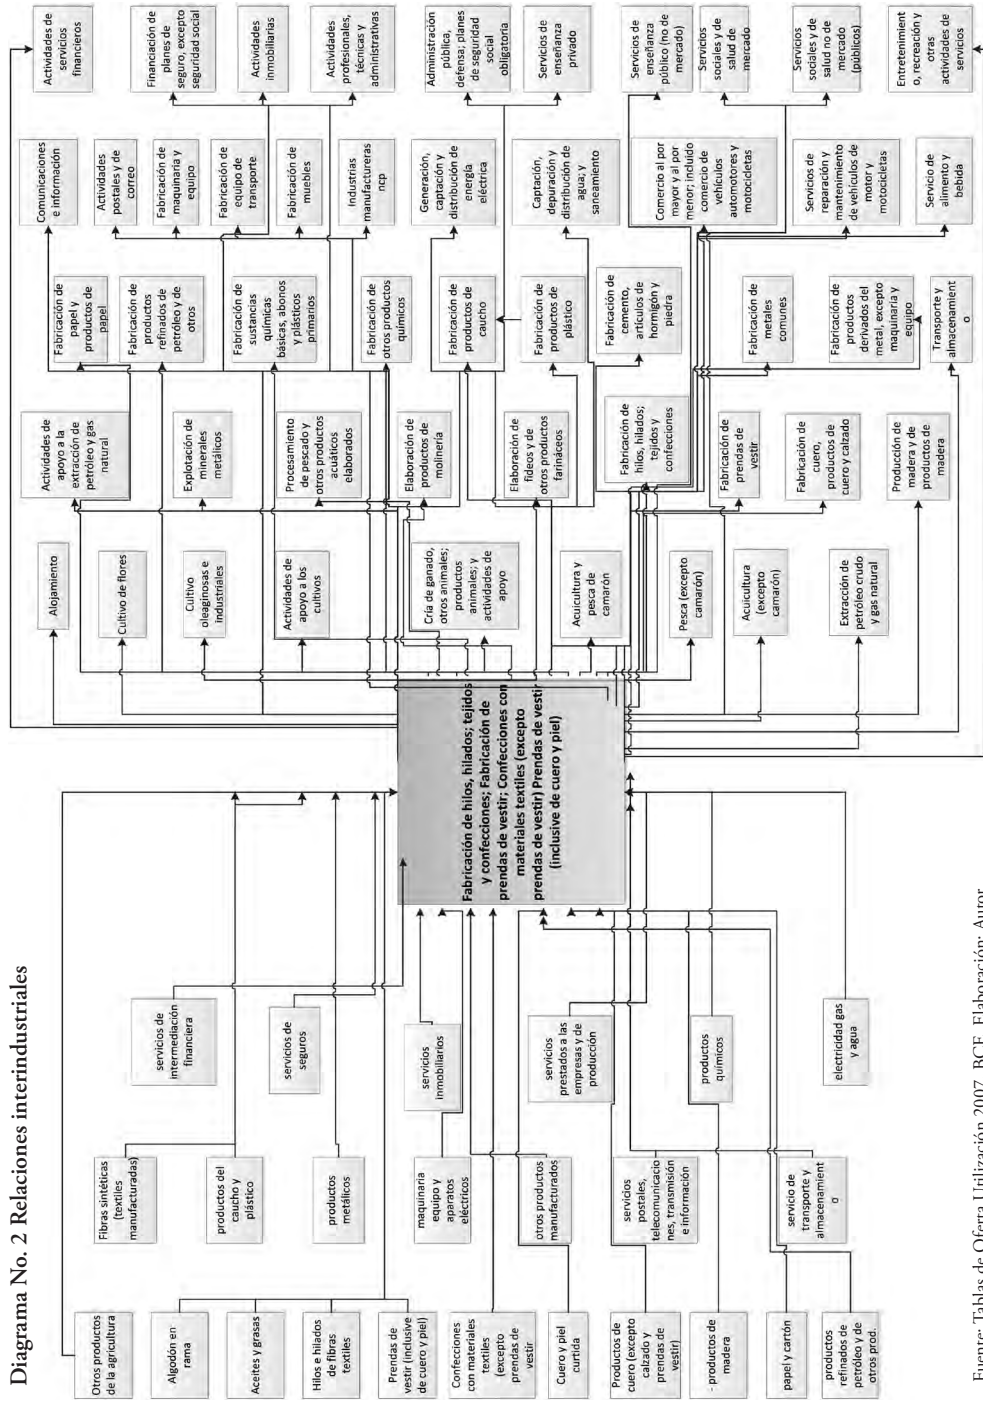 Diagrama No. 2 Relaciones interindustriales
Otros productos
de la agricultura
Algodón en
rama
Aceites y grasas
Hilos e hilados
de fibras
textiles
Prendas de
vestir (inclusive
de cuero y piel)
Confecciones
con materiales
textiles
(excepto
prendas de
vestir
Cuero y piel
curtida
Productos de
cuero (excepto
calzado y
prendas de
vestir)
- productos de
madera
papel y cartón
productos
refinados de
petróleo y de
otros prod.
Fibras sintéticas
(textiles
manufacturadas)
productos del
caucho y
plástico
productos
metálicos
maquinaria
equipo y
aparatos
eléctricos
otros productos
manufacturados
servicios
postales,
telecomunicacio
nes, transmisión
e información
servicio de
transporte y
almacenamient
o
servicios de
intermediación
financiera
servicios de
seguros
servicios
inmobiliarios
servicios
prestados a las
empresas y de
producción
productos
químicos
electricidad gas
y agua
Fabricación de hilos, hilados; tejidos
y confecciones; Fabricación de
prendas de vestir; Confecciones con
materiales textiles (excepto
prendas de vestir) Prendas de vestir
(inclusive de cuero y piel)
Alojamiento
Cultivo de flores
Cultivo
oleaginosas e
industriales
Actividades de
apoyo a los
cultivos
Cría de ganado,
otros animales;
productos
animales; y
actividades de
apoyo
Acuicultura y
pesca de
camarón
Pesca (excepto
camarón)
Acuicultura
(excepto
camarón)
Extracción de
petróleo crudo
y gas natural
Actividades de
apoyo a la
extracción de
petróleo y gas
natural
Explotación de
minerales
metálicos
Procesamiento
de pescado y
otros productos
acuáticos
elaborados
Elaboración de
productos de
molinería
Elaboración de
fideos y de
otros productos
farináceos
Fabricación de
hilos, hilados;
tejidos y
confecciones
Fabricación de
prendas de
vestir
Fabricación de
cuero,
productos de
cuero y calzado
Producción de
madera y de
productos de
madera
Fabricación de
papel y
productos de
papel
Fabricación de
productos
refinados de
petróleo y de
otros
Fabricación de
sustancias
químicas
básicas, abonos
y plásticos
primarios
Fabricación de
otros productos
químicos
Fabricación de
productos de
caucho
Fabricación de
productos de
plástico
Fabricación de
cemento,
artículos de
hormigón y
piedra
Fabricación de
metales
comunes
Fabricación de
productos
derivados del
metal, excepto
maquinaria y
equipo
Transporte y
almacenamient
o
Comunicaciones
e información
Actividades
postales y de
correo
Fabricación de
maquinaria y
equipo
Fabricación de
equipo de
transporte
Fabricación de
muebles
Industrias
manufactureras
ncp
Generación,
captación y
distribución de
energía
eléctrica
Captación,
depuración y
distribución de
agua; y
saneamiento
Comercio al por
mayor y al por
menor; incluido
comercio de
vehículos
automotores y
motocicletas
Servicios de
reparación y
mantenimiento
de vehículos de
motor y
motocicletas
Servicio de
alimento y
bebida
Actividades de
servicios
financieros
Financiación de
planes de
seguro, excepto
seguridad social
Actividades
inmobiliarias
Actividades
profesionales,
técnicas y
administrativas
Administración
pública,
defensa; planes
de seguridad
social
obligatoria
Servicios de
enseñanza
privado
Servicios de
enseñanza
público (no de
mercado)
Servicios
sociales y de
salud de
mercado
Servicios
sociales y de
salud no de
mercado
(públicos)
Entretenimient
o, recreación y
otras
actividades de
servicios
Fuente: Tablas de Oferta Utilización 2007, BCE. Elaboración: Autor